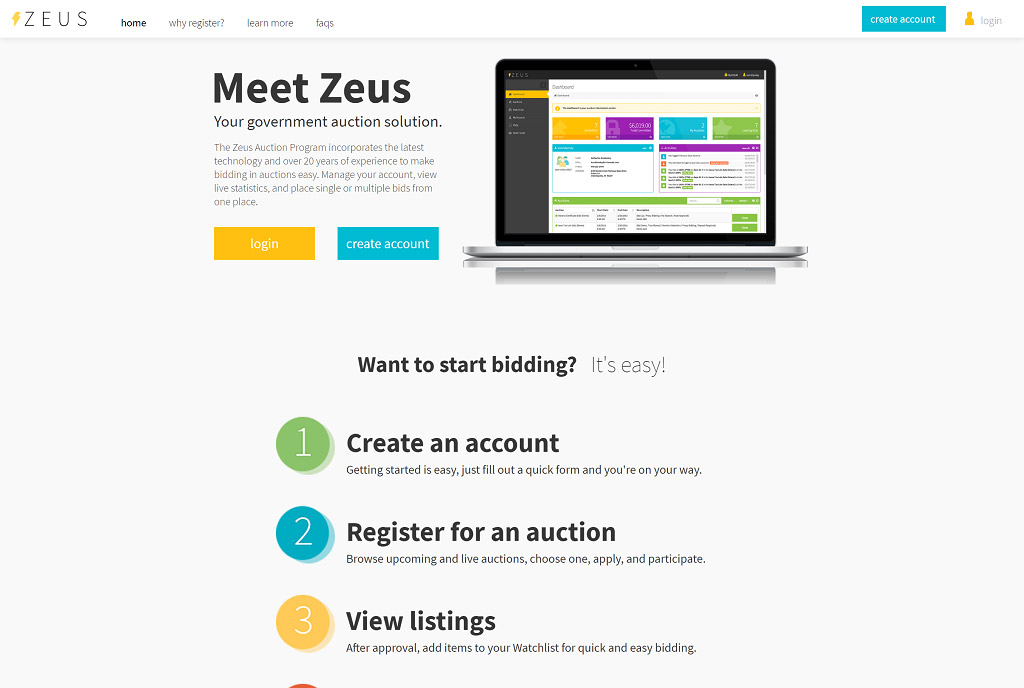 ZEUS
home
why register?
learn more
faqs
create account
login
Meet Zeus
Your government auction solution.
The Zeus Auction Program incorporates the latest
technology and over 20 years of experience to make
bidding in auctions easy. Manage your account, view
live statistics, and place single or multiple bids from
one place.
login
create account
ZEUS
Dashboard
$6,019.00
Want to start bidding? It's easy!
1
Create an account
Getting started is easy, just fill out a quick form and you're on your way.
2
Register for an auction
Browse upcoming and live auctions, choose one, apply, and participate.
3
View listings
After approval, add items to your Watchlist for quick and easy bidding.